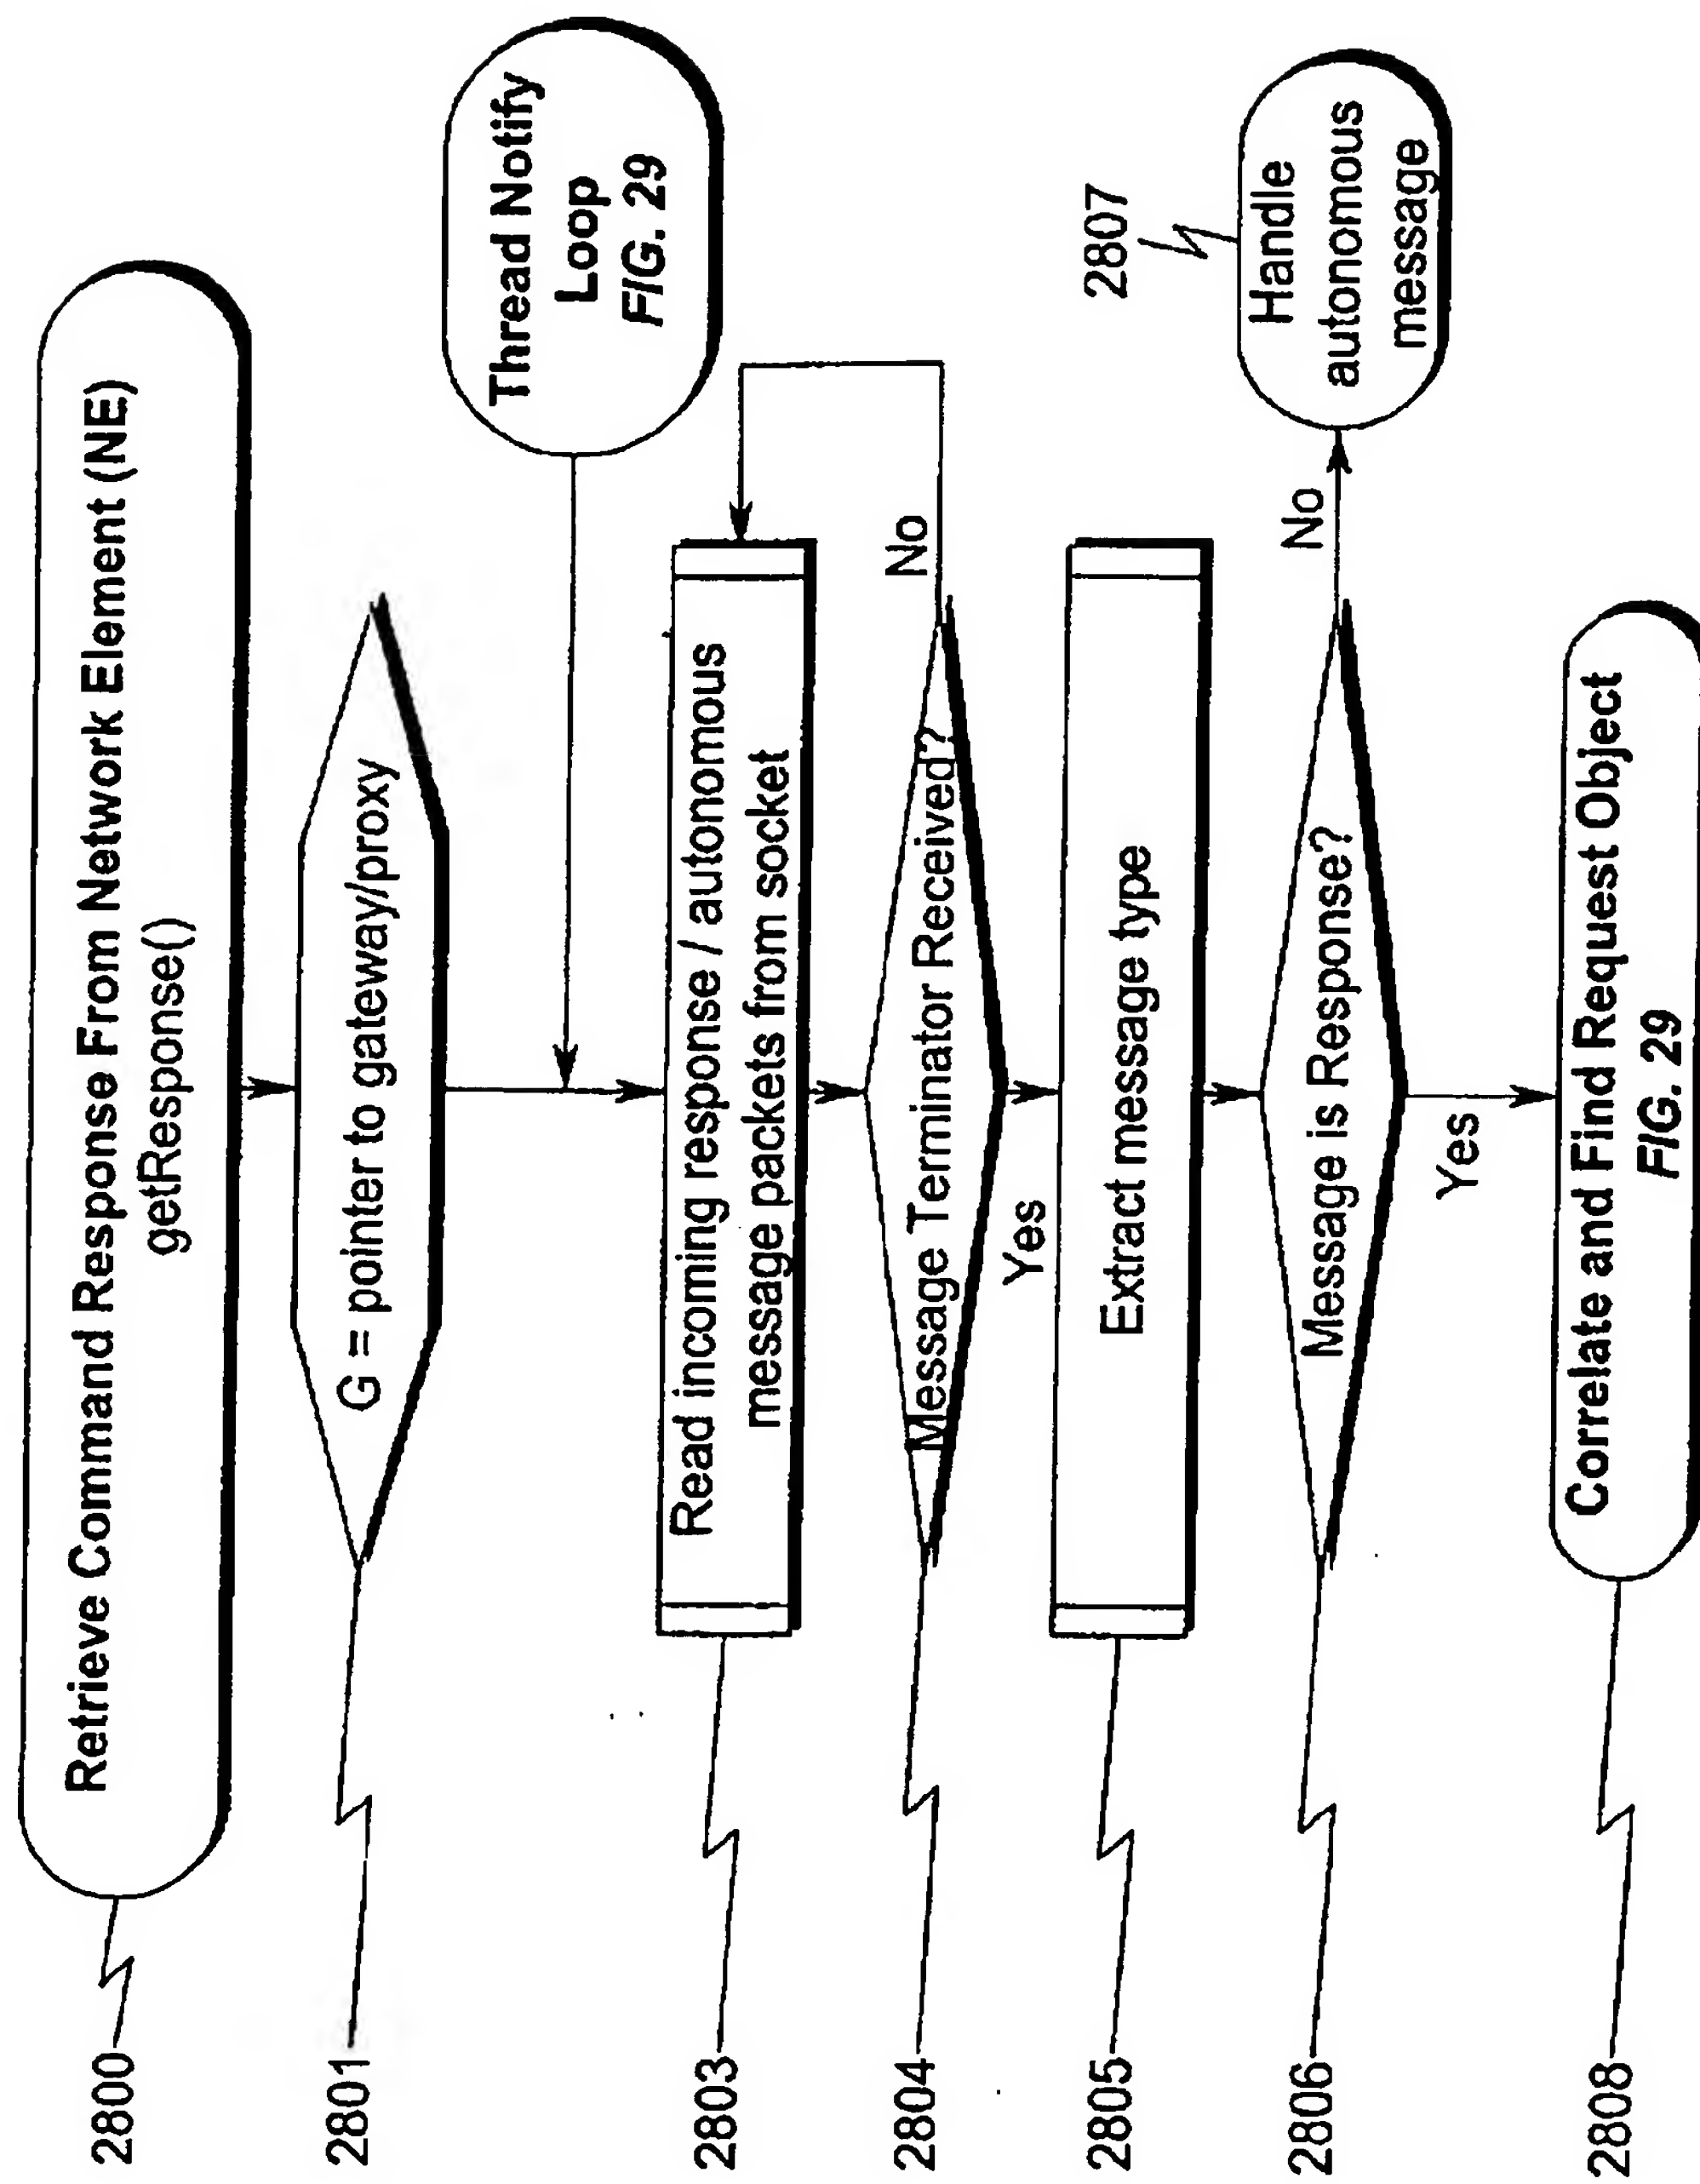 2800
Retrieve Command Response From Network Element (NE)
getResponse()
2801
G = pointer to gateway/proxy
Thread Notify
Loop
FIG. 29
2803
Read incoming response / autonomous
message packets from socket
2804
Message Terminator Received?
No
Yes
2805
Extract message type
2806
Message is Response?
No
2807
Handle
autonomous
message
Yes
2808
Correlate and Find Request Object
FIG. 29